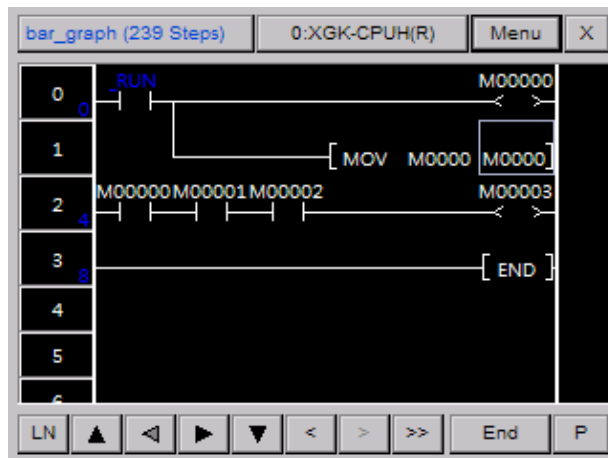 bar_graph (239 Steps) 0:XGK-CPUH(R) Menu X
0 0 _RUN M00000
1 MOV M0000 M0000
2 4 M00000 M00001 M00002 M00003
3 8 END
4
5
LN < > >> End P